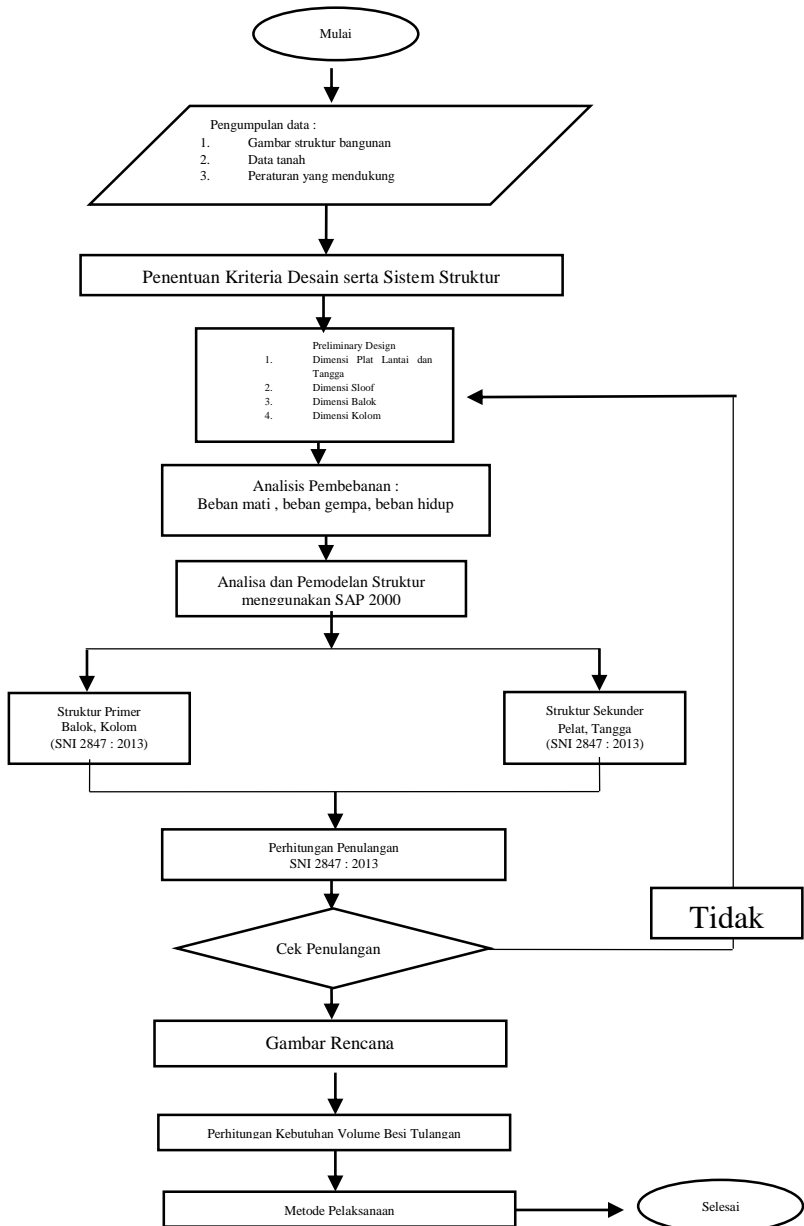 Mulai
Pengumpulan data :
1. Gambar struktur bangunan
2. Data tanah
3. Peraturan yang mendukung
Penentuan Kriteria Desain serta Sistem Struktur
Preliminary Design
1. Dimensi Plat Lantai dan
Tangga
2. Dimensi Sloof
3. Dimensi Balok
4. Dimensi Kolom
Analisis Pembebanan :
Beban mati , beban gempa, beban hidup
Analisa dan Pemodelan Struktur
menggunakan SAP 2000
Struktur Primer
Balok, Kolom
(SNI 2847 : 2013)
Struktur Sekunder
Pelat, Tangga
(SNI 2847 : 2013)
Perhitungan Penulangan
SNI 2847 : 2013
Tidak
Cek Penulangan
Gambar Rencana
Perhitungan Kebutuhan Volume Besi Tulangan
Metode Pelaksanaan
Selesai